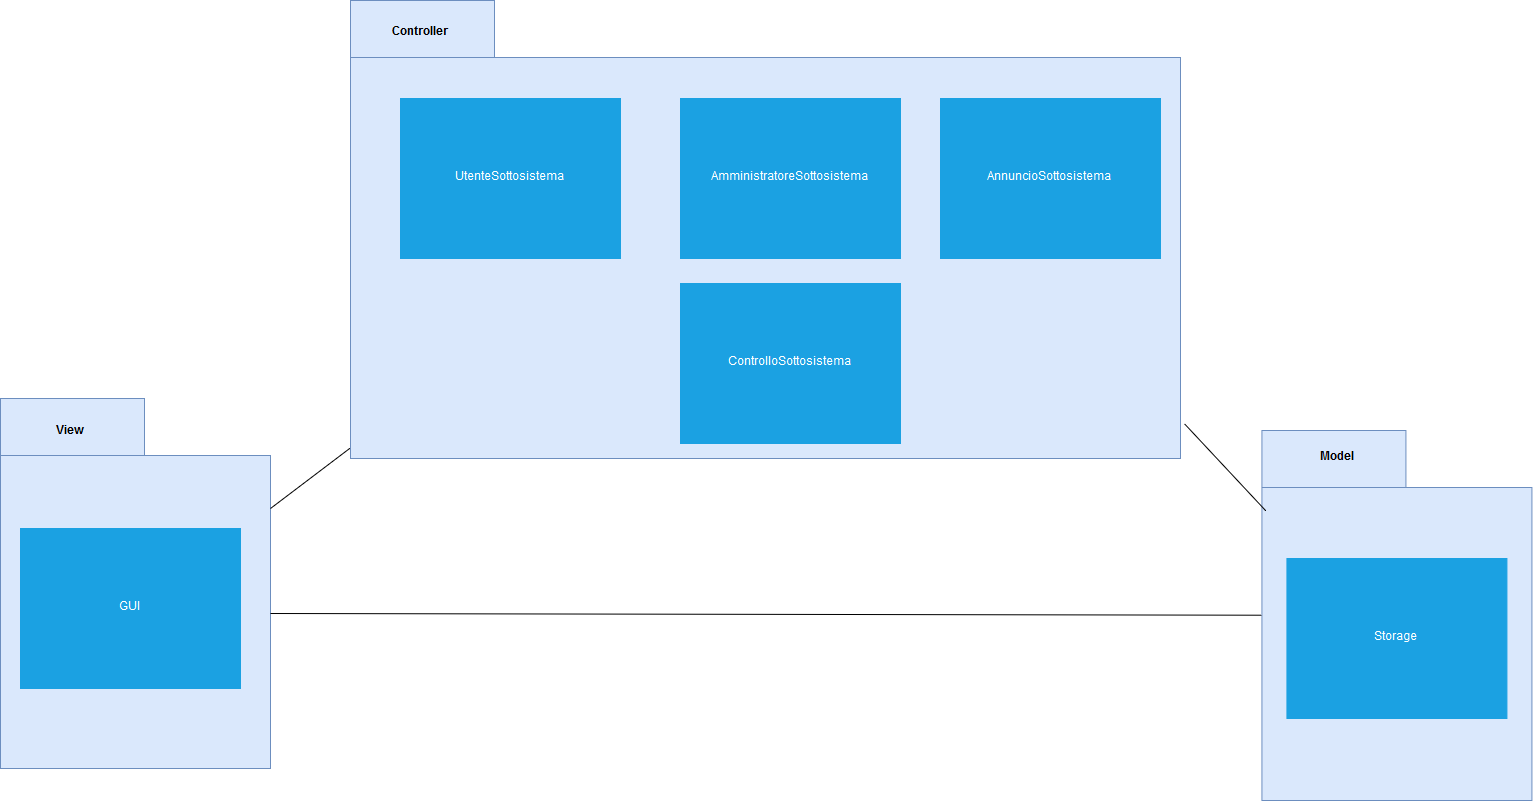 Controller
UtenteSottosistema
AmministratoreSottosistema
AnnuncioSottosistema
ControlloSottosistema
View
GUI
Model
Storage